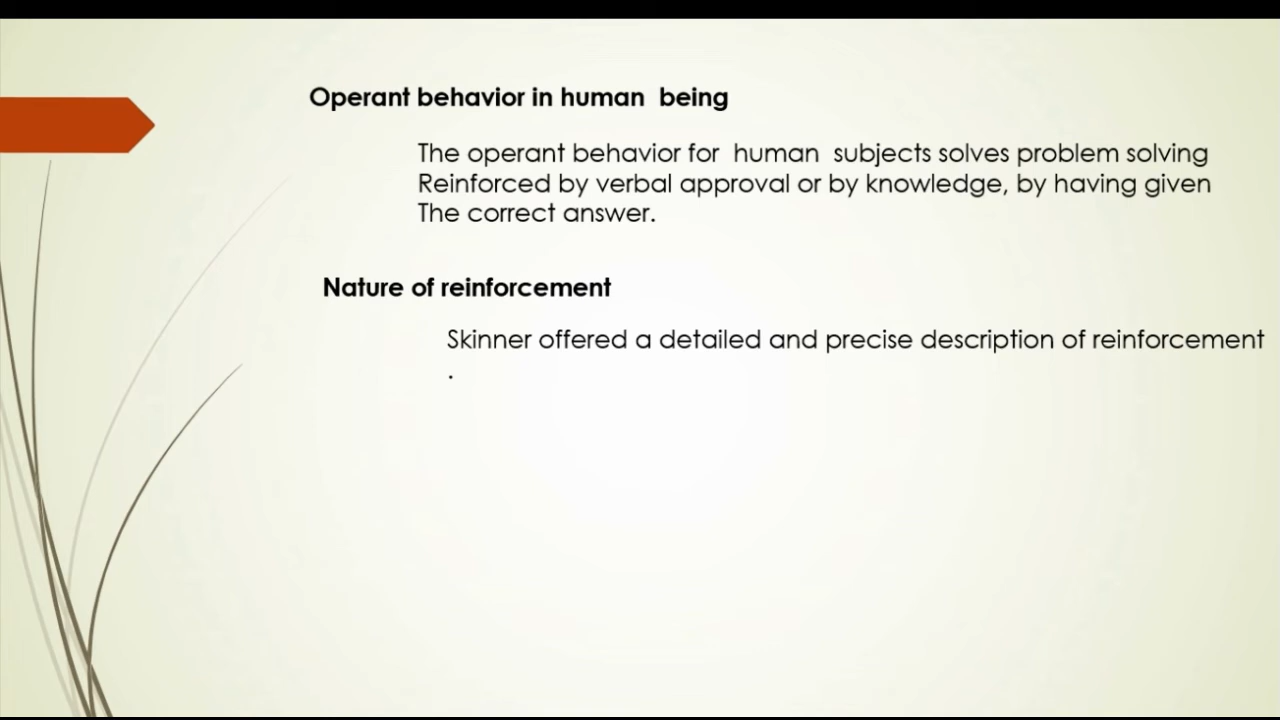 Operant behavior in human being
The operant behavior for human subjects solves problem solving
Reinforced by verbal approval or by knowledge, by having given
The correct answer.
Nature of reinforcement
Skinner offered a detailed and precise description of reinforcement
.